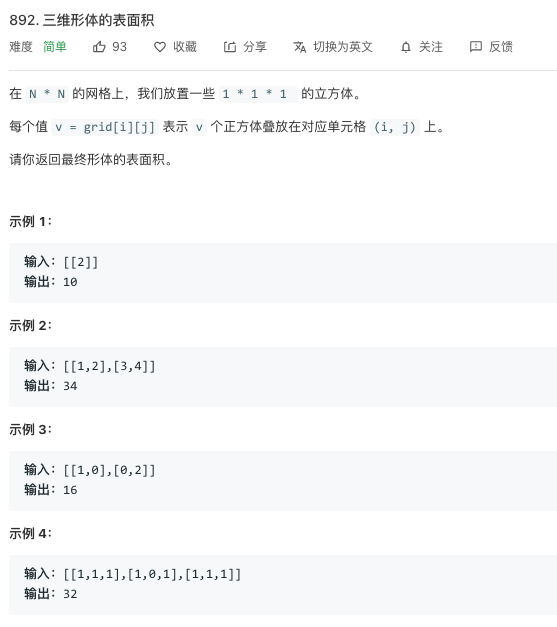 892. 三维形体的表面积
难度 简单 93 收藏 分享 切换为英文 关注 反馈
在 N * N 的网格上，我们放置一些 1 * 1 * 1 的立方体。
每个值 v = grid[i][j] 表示 v 个正方体叠放在对应单元格 (i, j) 上。
请你返回最终形体的表面积。
示例 1：
输入：[[2]]
输出：10
示例 2：
输入：[[1,2],[3,4]]
输出：34
示例 3：
输入：[[1,0],[0,2]]
输出：16
示例 4：
输入：[[1,1,1],[1,0,1],[1,1,1]]
输出：32